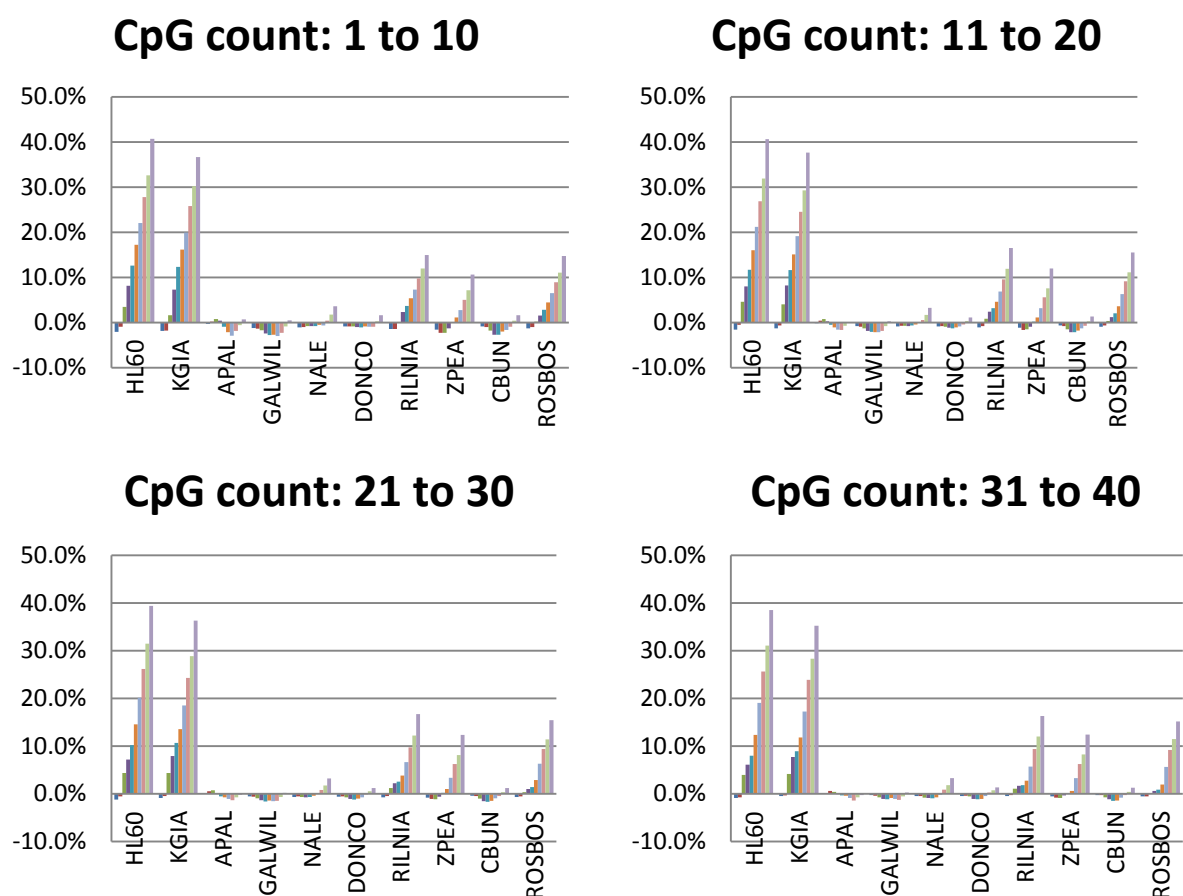 CpG count: 1 to 10
50.0%
40.0%
30.0%
20.0%
10.0%
0.0%
-10.0%
HL60
KGIA
APAL
GALWIL
NALE
DONCO
RILNIA
ZPEA
CBUN
ROSBOS
CpG count: 11 to 20
50.0%
40.0%
30.0%
20.0%
10.0%
0.0%
-10.0%
HL60
KGIA
APAL
GALWIL
NALE
DONCO
RILNIA
ZPEA
CBUN
ROSBOS
CpG count: 21 to 30
50.0%
40.0%
30.0%
20.0%
10.0%
0.0%
-10.0%
HL60
KGIA
APAL
GALWIL
NALE
DONCO
RILNIA
ZPEA
CBUN
ROSBOS
CpG count: 31 to 40
50.0%
40.0%
30.0%
20.0%
10.0%
0.0%
-10.0%
HL60
KGIA
APAL
GALWIL
NALE
DONCO
RILNIA
ZPEA
CBUN
ROSBOS